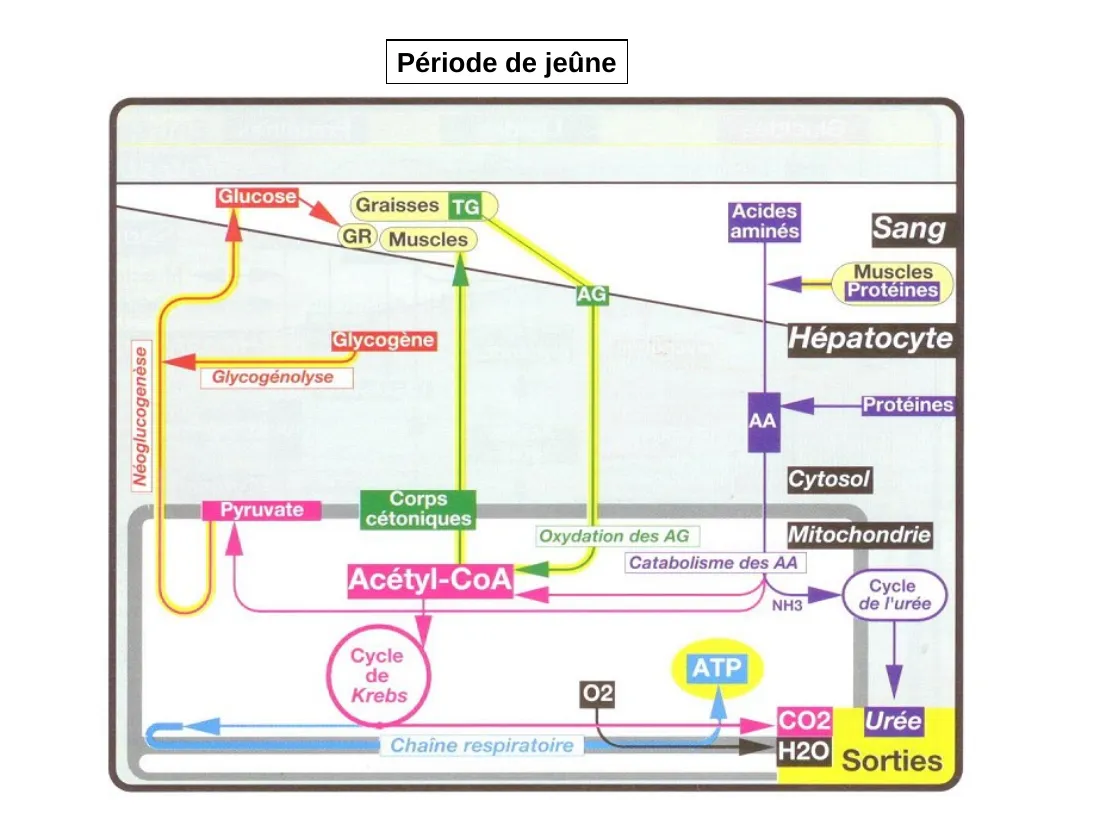 Période de jeûne
Glucose
Graisses TG
GR Muscles
Acides
aminés
Sang
Muscles
Protéines
AG
Hépatocyte
Glycogène
Glycogénolyse
Néoglucogenèse
AA
Protéines
Cytosol
Pyruvate
Corps
cétoniques
Oxydation des AG
Mitochondrie
Catabolisme des AA
Acétyl-CoA
NH3
Cycle
de l'urée
Cycle
de
Krebs
ATP
O2
CO2
Urée
Chaîne respiratoire
H2O
Sorties